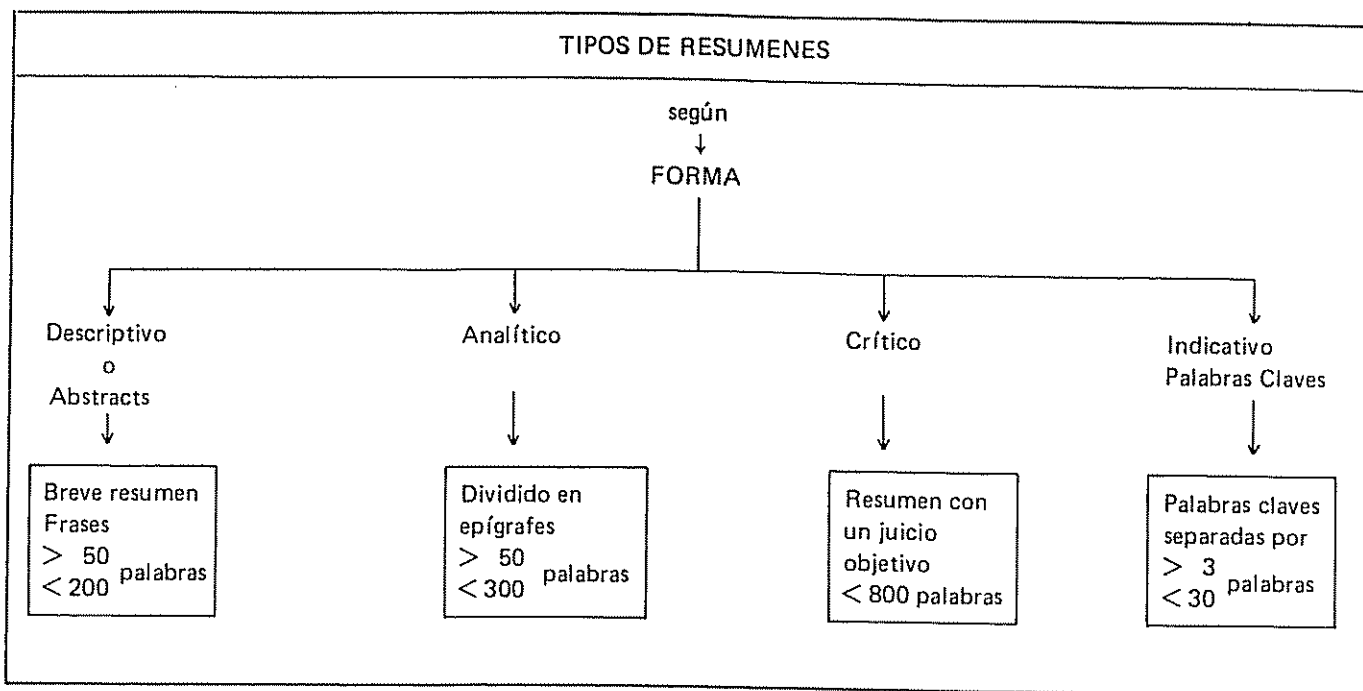 TIPOS DE RESUMENES
según
↓
FORMA
Descriptivo
o
Abstracts
Analítico
Crítico
Indicativo
Palabras Claves
Breve resumen
Frases
> 50
< 200 palabras
Dividido en
epígrafes
> 50
< 300 palabras
Resumen con
un juicio
objetivo
< 800 palabras
Palabras claves
separadas por
> 3
< 30 palabras